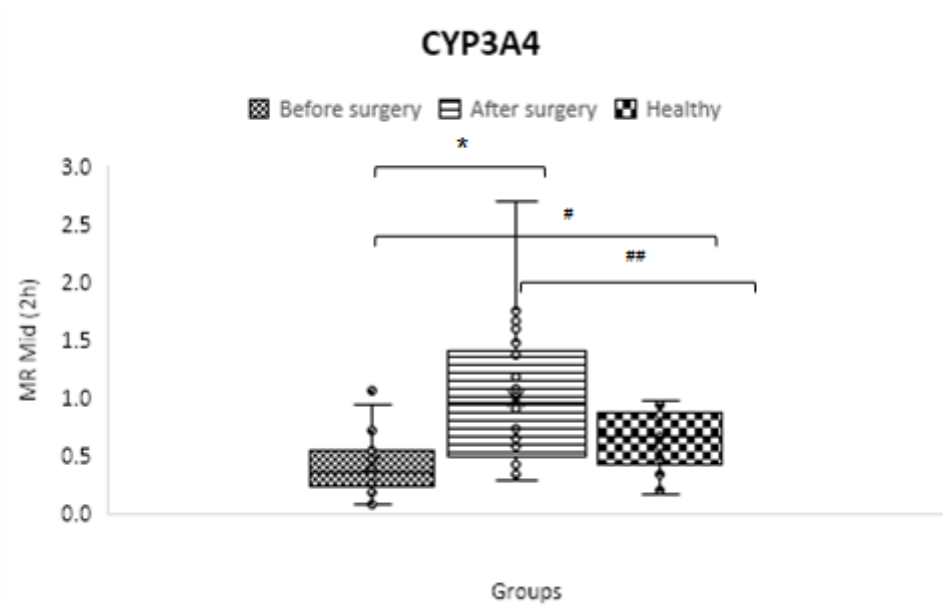 CYP3A4
Before surgery After surgery Healthy
*
3.0
#
2.5
##
2.0
1.5
1.0
0.5
0.0
MR Mid (2h)
Groups